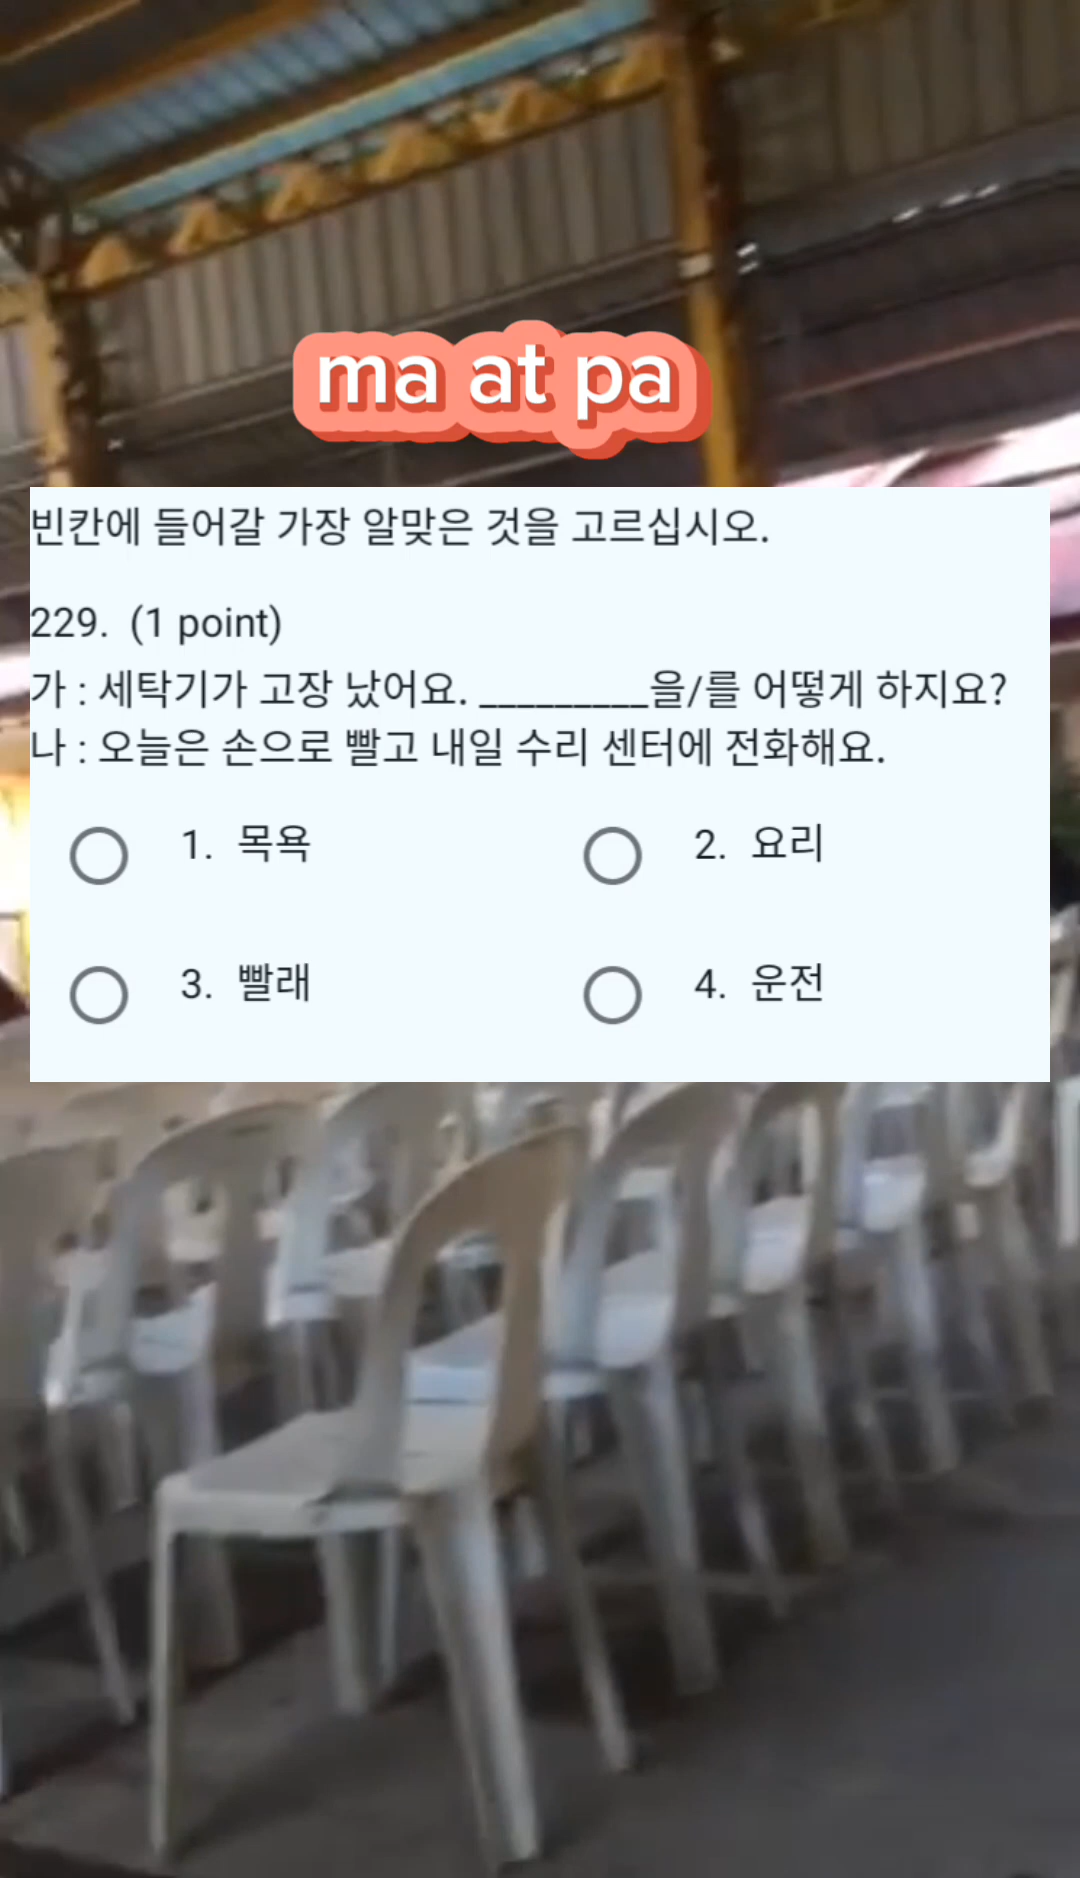 ma at pa
빈칸에 들어갈 가장 알맞은 것을 고르십시오.
229. (1 point)
가 : 세탁기가 고장 났어요. _________을/를 어떻게 하지요?
나 : 오늘은 손으로 빨고 내일 수리 센터에 전화해요.
1. 목욕
2. 요리
3. 빨래
4. 운전